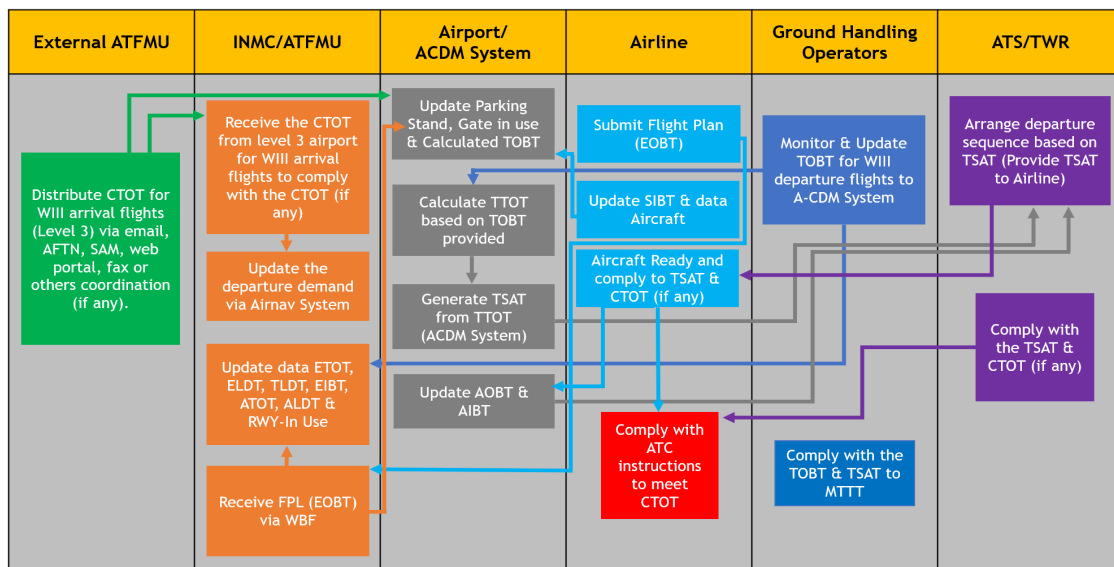 External ATFMU
INMC/ATFMU
Airport/
ACDM System
Airline
Ground Handling
Operators
ATS/TWR
Distribute CTOT for
WIII arrival flights
(Level 3) via email,
AFTN, SAM, web
portal, fax or
others coordination
(if any).
Receive the CTOT
from level 3 airport
for WIII arrival
flights to comply
with the CTOT (if
any)
Update the
departure demand
via Airnav System
Update data ETOT,
ELDT, TLDT, EIBT,
ATOT, ALDT &
RWY-In Use
Receive FPL (EOBT)
via WBF
Update Parking
Stand, Gate in use
& Calculated TOBT
Calculate TTOT
based on TOBT
provided
Generate TSAT
from TTOT
(ACDM System)
Update AOBT &
AIBT
Submit Flight Plan
(EOBT)
Update SIBT & data
Aircraft
Aircraft Ready and
comply to TSAT &
CTOT (if any)
Comply with
ATC
instructions
to meet
CTOT
Monitor & Update
TOBT for WIII
departure flights to
A-CDM System
Comply with the
TOBT & TSAT to
MTTT
Arrange departure
sequence based on
TSAT (Provide TSAT
to Airline)
Comply with
the TSAT &
CTOT (if any)